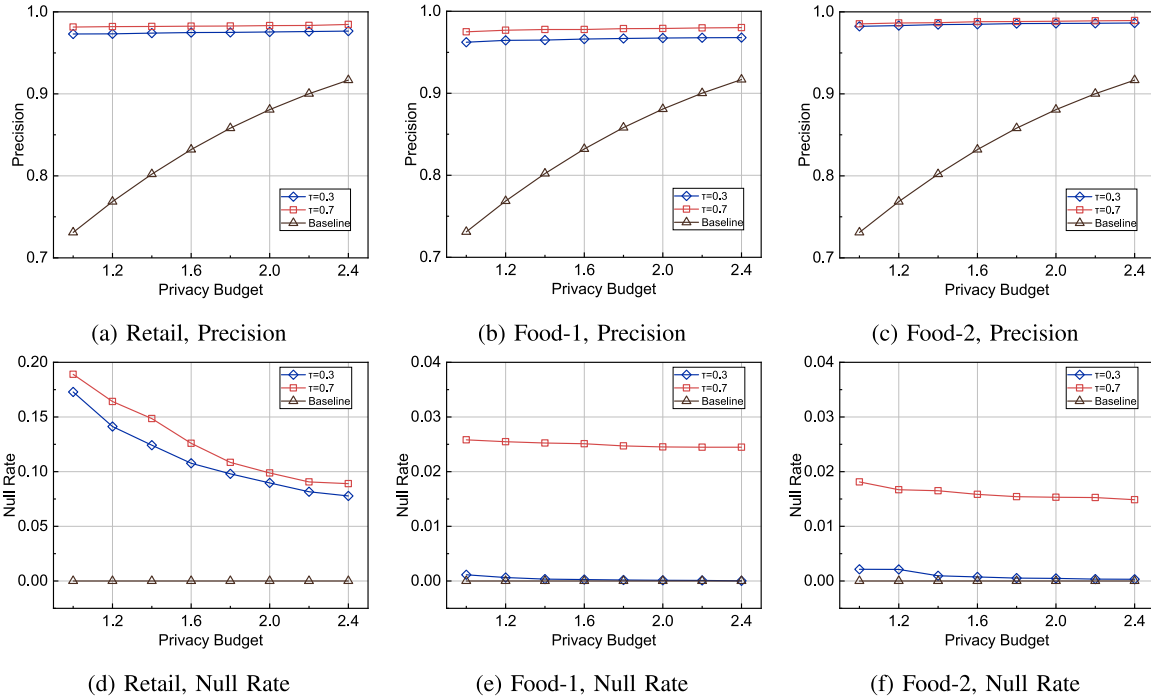 1.0
0.9
0.8
0.7
Precision
τ=0.3
τ=0.7
Baseline
1.2 1.6 2.0 2.4
Privacy Budget
(a) Retail, Precision
1.0
0.9
0.8
0.7
Precision
τ=0.3
τ=0.7
Baseline
1.2 1.6 2.0 2.4
Privacy Budget
(b) Food-1, Precision
1.0
0.9
0.8
0.7
Precision
τ=0.3
τ=0.7
Baseline
1.2 1.6 2.0 2.4
Privacy Budget
(c) Food-2, Precision
0.20
0.15
0.10
0.05
0.00
Null Rate
τ=0.3
τ=0.7
Baseline
1.2 1.6 2.0 2.4
Privacy Budget
(d) Retail, Null Rate
0.04
0.03
0.02
0.01
0.00
Null Rate
τ=0.3
τ=0.7
Baseline
1.2 1.6 2.0 2.4
Privacy Budget
(e) Food-1, Null Rate
0.04
0.03
0.02
0.01
0.00
Null Rate
τ=0.3
τ=0.7
Baseline
1.2 1.6 2.0 2.4
Privacy Budget
(f) Food-2, Null Rate